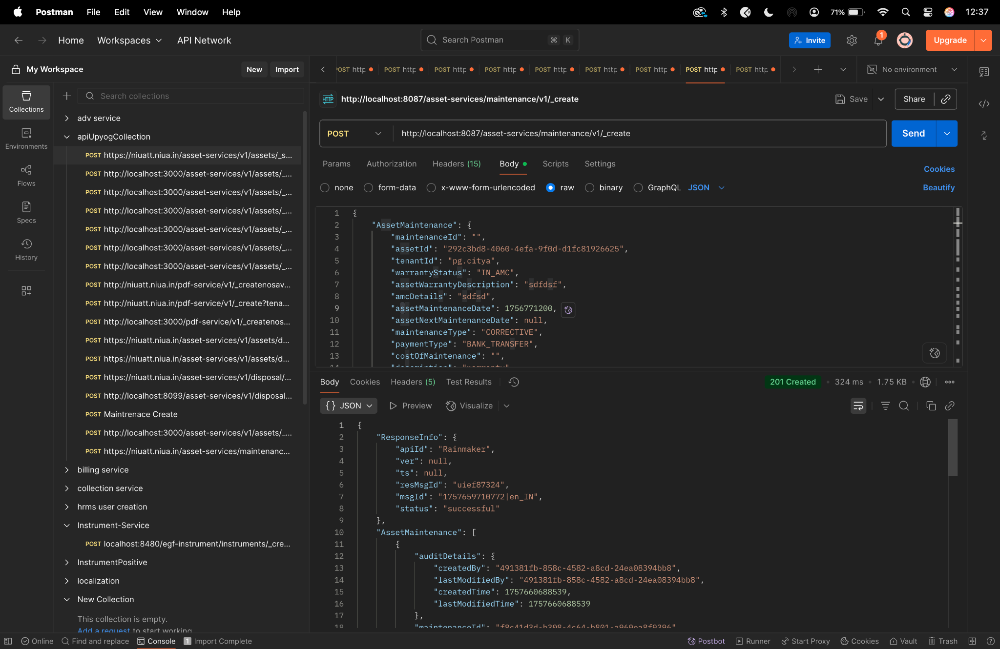 Postman File Edit View Window Help 71% 12:37
Home Workspaces API Network Search Postman ⌘ K Invite 1 Upgrade
My Workspace New Import
POST http POST http POST http POST http POST http POST http POST http POST http
No environment
Collections
Environments
Flows
Specs
History
Search collections
adv service
apiUpyogCollection
POST https://niuatt.niua.in/asset-services/v1/assets/_s...
POST http://localhost:3000/asset-services/v1/assets/_...
POST http://localhost:3000/asset-services/v1/assets/_...
POST http://localhost:3000/asset-services/v1/assets/_...
POST http://localhost:3000/asset-services/v1/assets/_...
POST http://localhost:3000/asset-services/v1/assets/_...
POST http://localhost:3000/asset-services/v1/assets/_...
POST http://niuatt.niua.in/pdf-service/v1/_createnosav...
POST http://niuatt.niua.in/pdf-service/v1/_create?tena...
POST http://localhost:3000/pdf-service/v1/_createnos...
POST https://niuatt.niua.in/asset-services/v1/assets/d...
POST https://niuatt.niua.in/asset-services/v1/assets/d...
POST https://niuatt.niua.in/asset-services/v1/disposal/...
POST http://localhost:8099/asset-services/v1/disposal...
POST Maintrenace Create
POST http://localhost:3000/asset-services/v1/assets/_...
POST https://niuatt.niua.in/asset-services/maintenanc...
billing service
collection service
hrms user creation
Instrument-Service
POST localhost:8480/egf-instrument/instruments/_cre...
InstrumentPositive
localization
New Collection
This collection is empty.
Add a request to start working.
HTTP http://localhost:8087/asset-services/maintenance/v1/_create Save Share
POST http://localhost:8087/asset-services/maintenance/v1/_create Send
Params Authorization Headers (15) Body Scripts Settings Cookies
none form-data x-www-form-urlencoded raw binary GraphQL JSON Beautify
1 {
2 "AssetMaintenance": {
3 "maintenanceId": "",
4 "assetId": "292c3bd8-4060-4efa-9f0d-d1fc81926625",
5 "tenantId": "pg.citya",
6 "warrantyStatus": "IN_AMC",
7 "assetWarrantyDescription": "sdfdsf",
8 "amcDetails": "sdfsd",
9 "assetMaintenanceDate": 1756771200,
10 "assetNextMaintenanceDate": null,
11 "maintenanceType": "CORRECTIVE",
12 "paymentType": "BANK_TRANSFER",
13 "costOfMaintenance": "",
14 "description": "warranty"
Body Cookies Headers (5) Test Results 201 Created • 324 ms • 1.75 KB
{} JSON Preview Visualize
1 {
2 "ResponseInfo": {
3 "apiId": "Rainmaker",
4 "ver": null,
5 "ts": null,
6 "resMsgId": "uief87324",
7 "msgId": "1757659710772|en_IN",
8 "status": "successful"
9 },
10 "AssetMaintenance": [
11 {
12 "auditDetails": {
13 "createdBy": "491381fb-858c-4582-a8cd-24ea08394bb8",
14 "lastModifiedBy": "491381fb-858c-4582-a8cd-24ea08394bb8",
15 "createdTime": 1757660688539,
16 "lastModifiedTime": 1757660688539
17 },
18 "maintenanceId": "f8c41d3d-b308-4c64-b801-a960ea8f9396"
Online Find and replace Console 1 Import Complete Postbot Runner Start Proxy Cookies Vault Trash